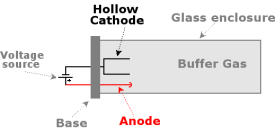 Hollow
Cathode
Glass enclosure
Voltage
source
Buffer Gas
Base
Anode